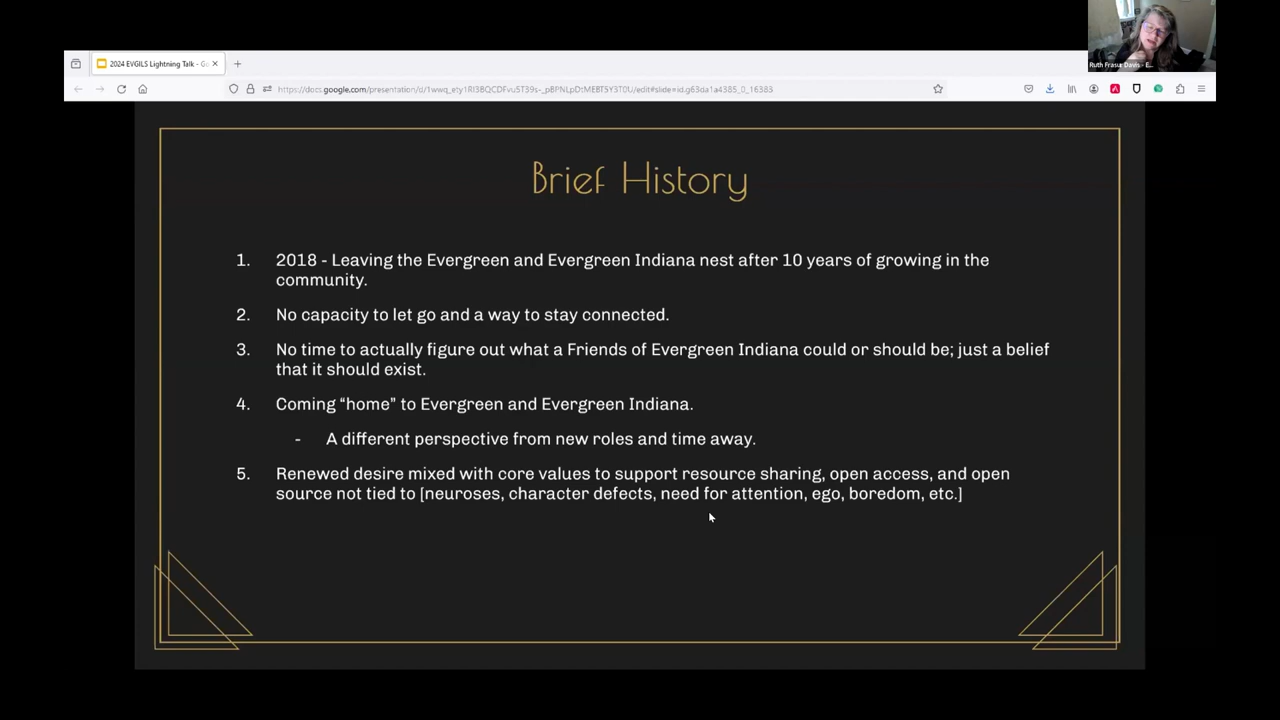 Ruth Frasur Davis - E...
2024 EVGILS Lightning Talk - Go
Brief History
1. 2018 - Leaving the Evergreen and Evergreen Indiana nest after 10 years of growing in the
community.
2. No capacity to let go and a way to stay connected.
3. No time to actually figure out what a Friends of Evergreen Indiana could or should be; just a belief
that it should exist.
4. Coming “home” to Evergreen and Evergreen Indiana.
- A different perspective from new roles and time away.
5. Renewed desire mixed with core values to support resource sharing, open access, and open
source not tied to [neuroses, character defects, need for attention, ego, boredom, etc.]